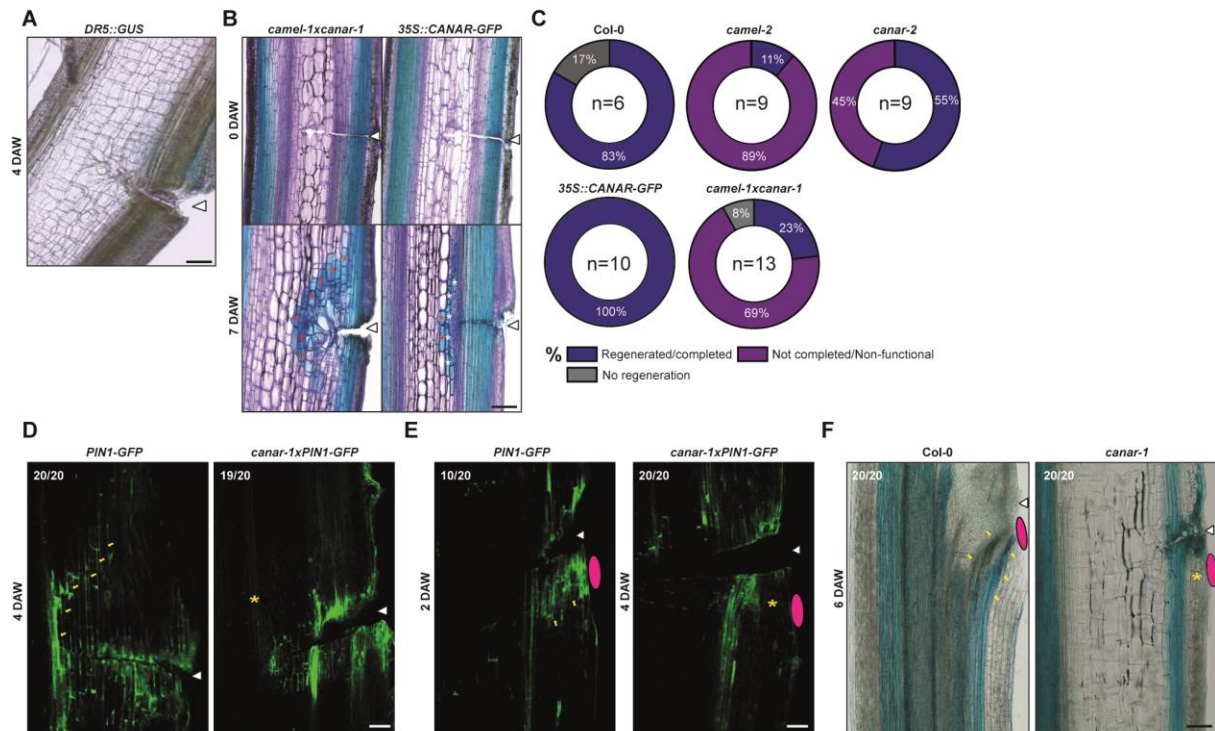 A
DR5::GUS
4 DAW
B
camel-1xcanar-1
35S::CANAR-GFP
0 DAW
7 DAW
C
Col-0
camel-2
canar-2
17%
n=6
83%
11%
n=9
89%
45%
n=9
55%
35S::CANAR-GFP
camel-1xcanar-1
n=10
100%
8%
23%
n=13
69%
% Regenerated/completed Not completed/Non-functional
No regeneration
D
PIN1-GFP
canar-1xPIN1-GFP
4 DAW
20/20
19/20
*
E
PIN1-GFP
canar-1xPIN1-GFP
2 DAW
10/20
4 DAW
20/20
*
F
Col-0
canar-1
6 DAW
20/20
20/20
*